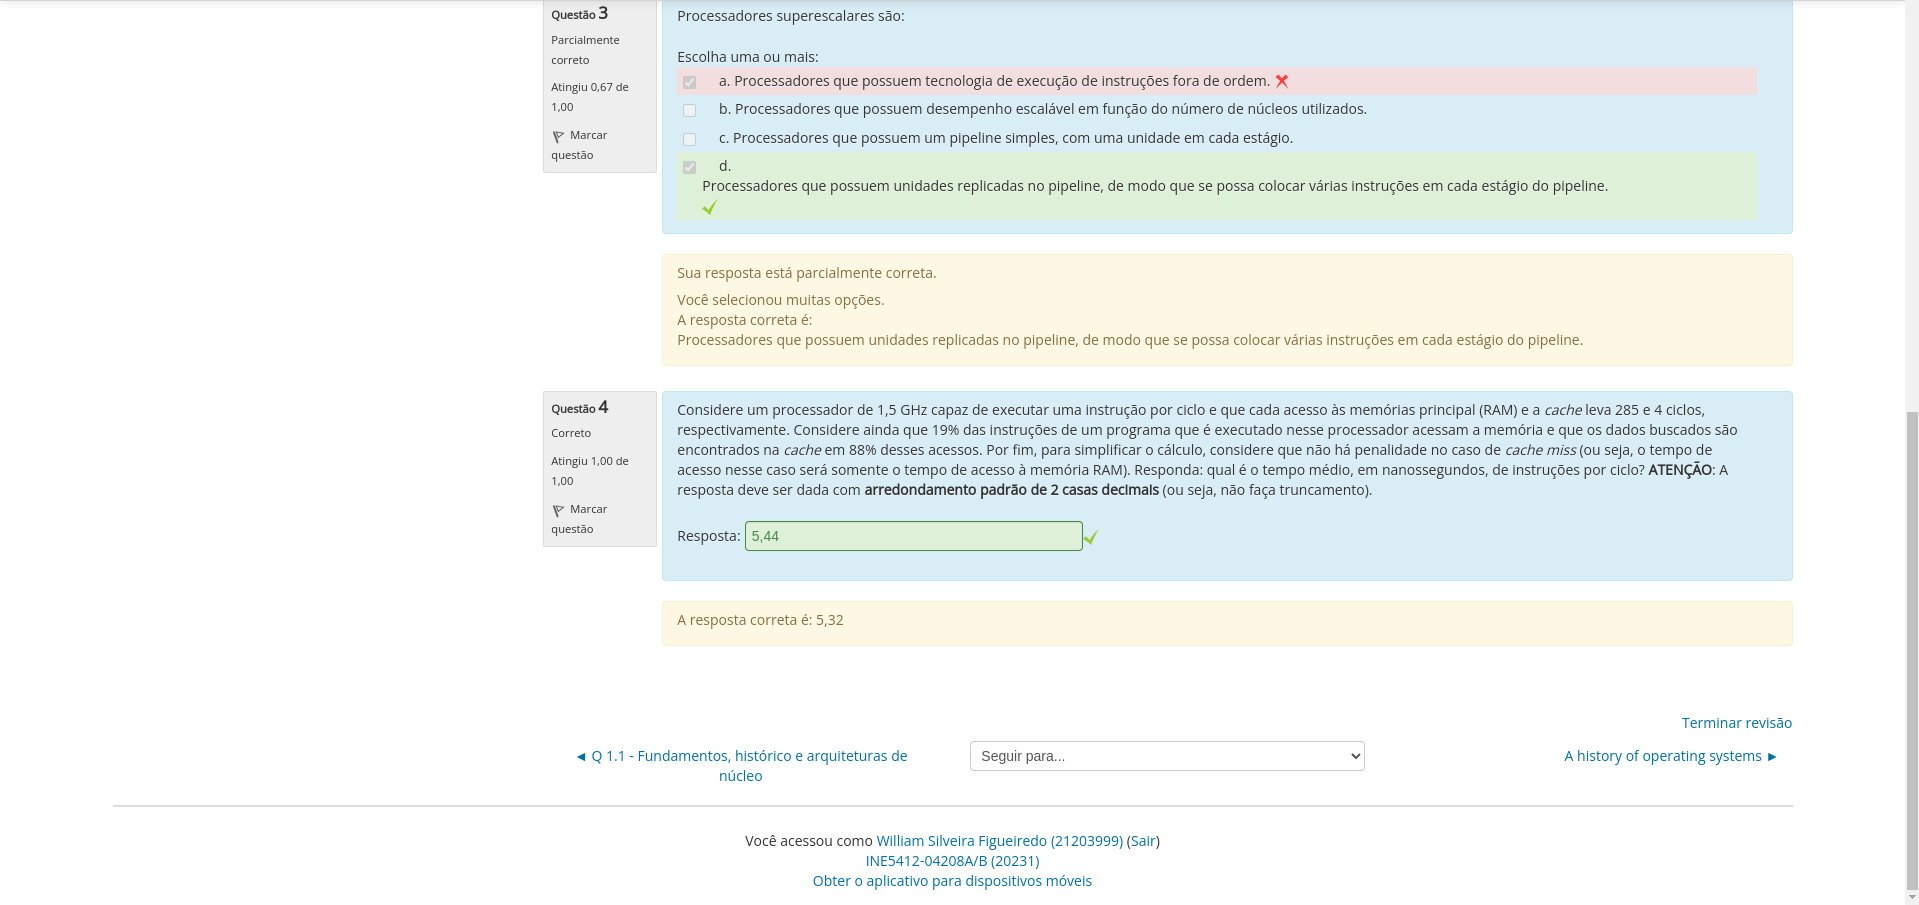 Questão 3
Parcialmente
correto
Atingiu 0,67 de
1,00
Marcar
questão
Processadores superescalares são:
Escolha uma ou mais:
a. Processadores que possuem tecnologia de execução de instruções fora de ordem.
b. Processadores que possuem desempenho escalável em função do número de núcleos utilizados.
c. Processadores que possuem um pipeline simples, com uma unidade em cada estágio.
d.
Processadores que possuem unidades replicadas no pipeline, de modo que se possa colocar várias instruções em cada estágio do pipeline.
Sua resposta está parcialmente correta.
Você selecionou muitas opções.
A resposta correta é:
Processadores que possuem unidades replicadas no pipeline, de modo que se possa colocar várias instruções em cada estágio do pipeline.
Questão 4
Correto
Atingiu 1,00 de
1,00
Marcar
questão
Considere um processador de 1,5 GHz capaz de executar uma instrução por ciclo e que cada acesso às memórias principal (RAM) e a cache leva 285 e 4 ciclos,
respectivamente. Considere ainda que 19% das instruções de um programa que é executado nesse processador acessam a memória e que os dados buscados são
encontrados na cache em 88% desses acessos. Por fim, para simplificar o cálculo, considere que não há penalidade no caso de cache miss (ou seja, o tempo de
acesso nesse caso será somente o tempo de acesso à memória RAM). Responda: qual é o tempo médio, em nanossegundos, de instruções por ciclo? ATENÇÃO: A
resposta deve ser dada com arredondamento padrão de 2 casas decimais (ou seja, não faça truncamento).
Resposta: 5,44
A resposta correta é: 5,32
Terminar revisão
◄ Q 1.1 - Fundamentos, histórico e arquiteturas de
núcleo
Seguir para...
A history of operating systems ►
Você acessou como William Silveira Figueiredo (21203999) (Sair)
INE5412-04208A/B (20231)
Obter o aplicativo para dispositivos móveis